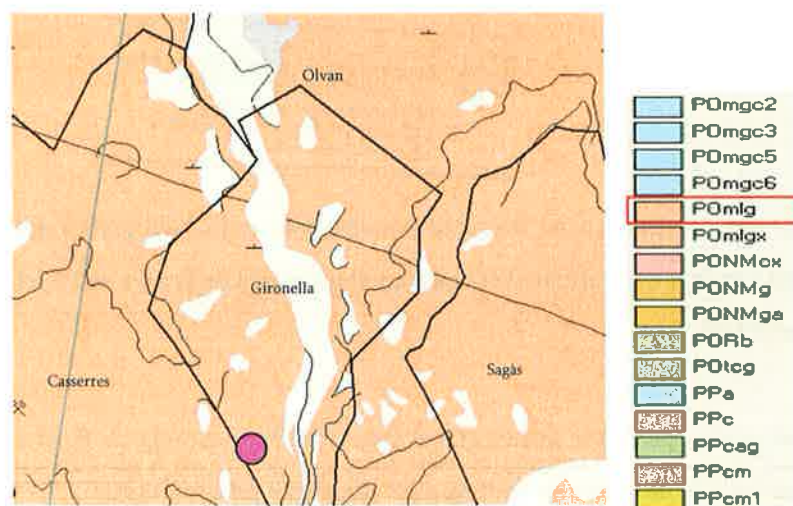 Olvan
Gironella
Casserres
Sagàs
POmgc2
POmgc3
POmgc5
POmgc6
POmlg
POmlgx
PONMcx
PONMg
PONMga
PORb
POtcg
PPa
PPc
PPcag
PPcm
PPcm1